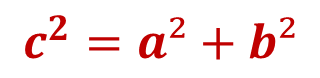 c² = a² + b²